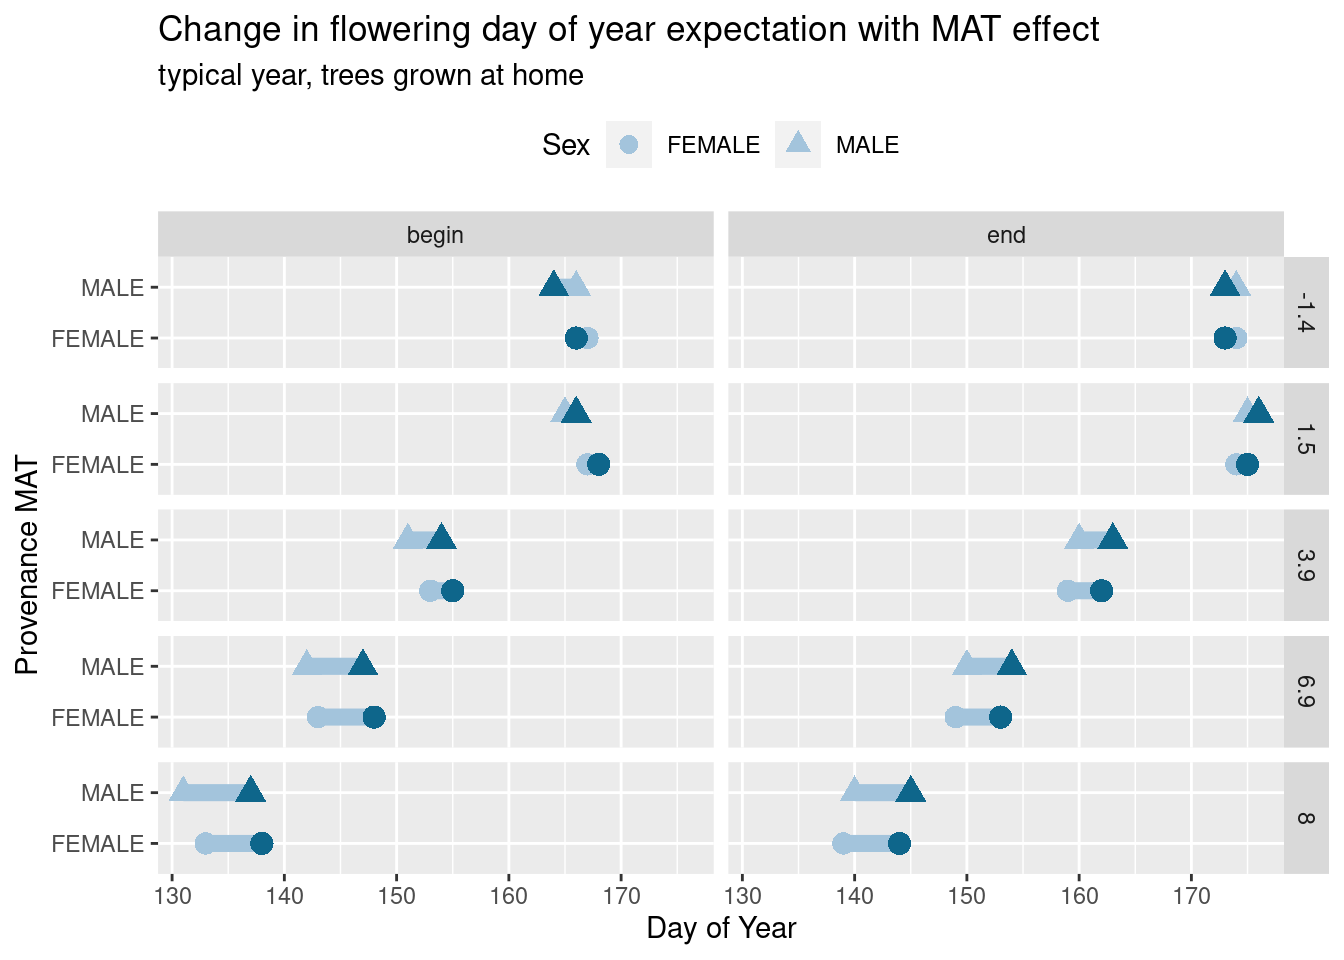 Change in flowering day of year expectation with MAT effect
typical year, trees grown at home
Sex FEMALE MALE
begin end
MALE
FEMALE
-1.4
MALE
FEMALE
1.5
MALE
FEMALE
3.9
MALE
FEMALE
6.9
MALE
FEMALE
8
Provenance MAT
130 140 150 160 170 130 140 150 160 170
Day of Year